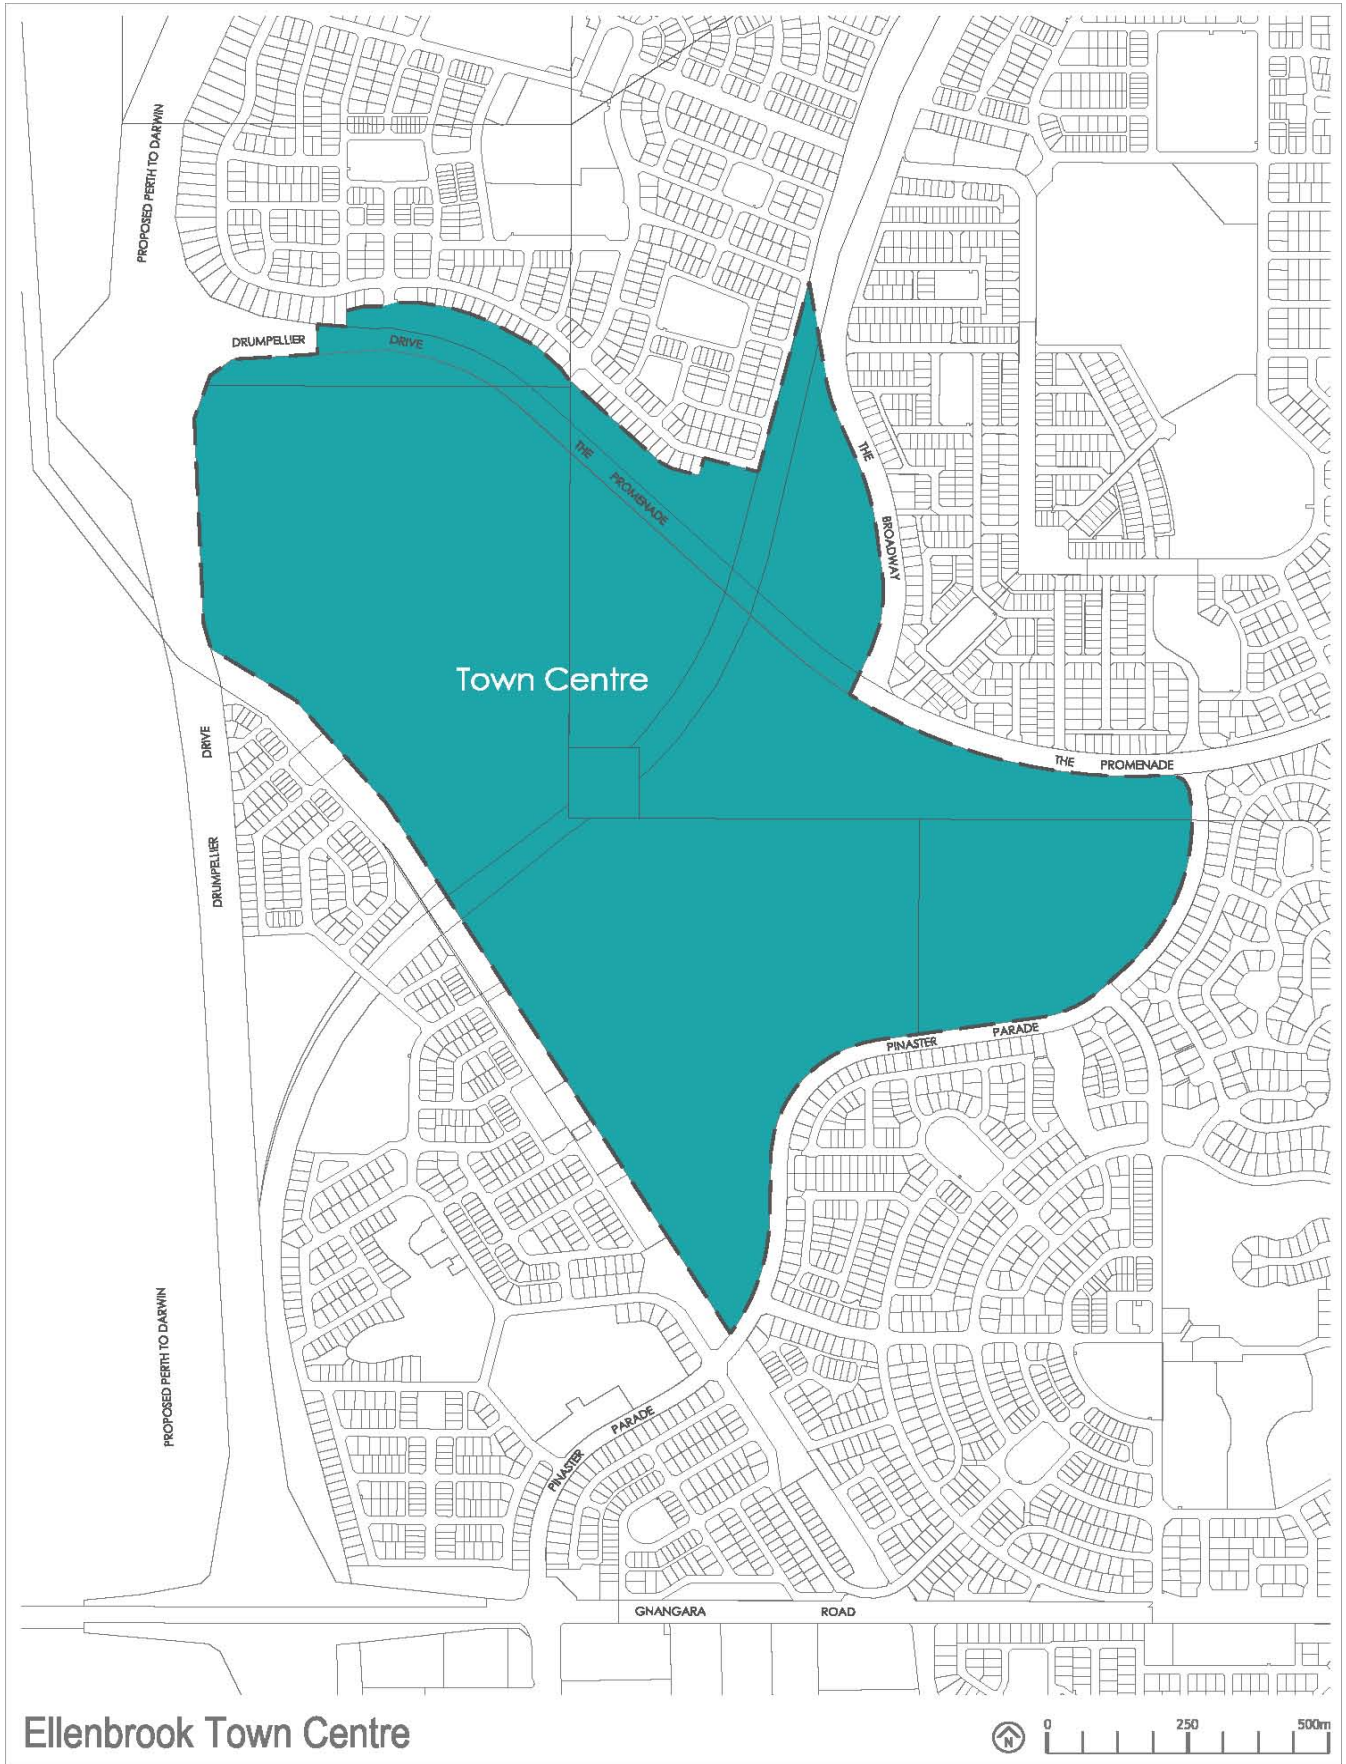 PROPOSED PERTH TO DARWIN
DRUMPELLIER
DRIVE
THE
PROMENADE
THE
BROADWAY
Town Centre
DRIVE
DRUMPELLIER
THE PROMENADE
PINASTER
PARADE
PROPOSED PERTH TO DARWIN
PINASTER
PARADE
GNANGARA ROAD
Ellenbrook Town Centre
N
0 250 500m